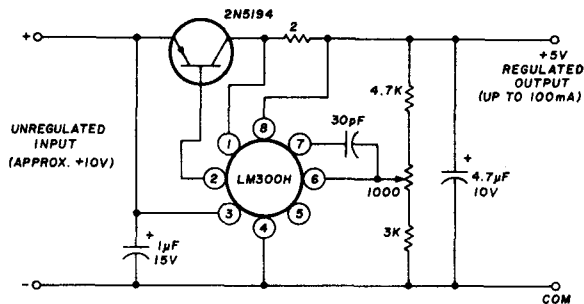 2N5194
+
2
+5V
REGULATED
OUTPUT
(UP TO 100mA)
4.7K
30pF
UNREGULATED
INPUT
(APPROX. +10V)
1
8
7
2
LM300H
6
1000
+
4.7μF
10V
3
4
5
3K
+
1μF
15V
-
COM